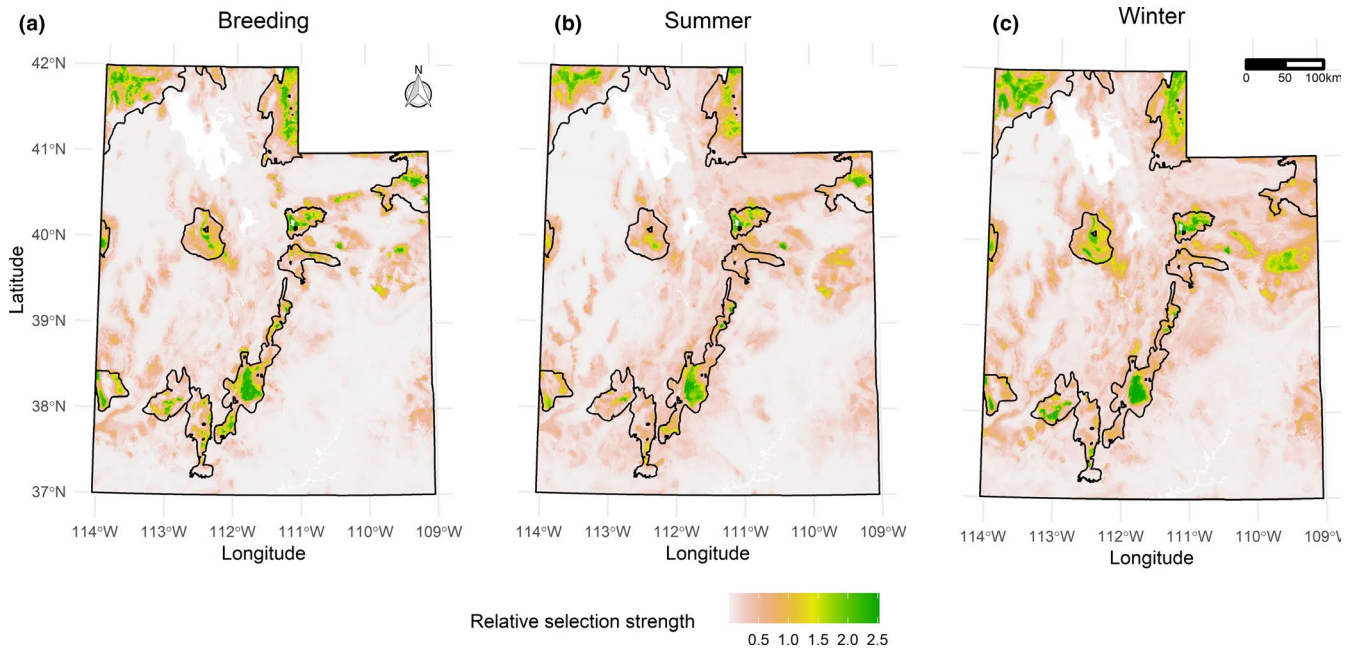 (a) Breeding
(b) Summer
(c) Winter
N
0 50 100km
42°N
41°N
40°N
39°N
38°N
37°N
Latitude
114°W 113°W 112°W 111°W 110°W 109°W
Longitude
114°W 113°W 112°W 111°W 110°W 109°W
Longitude
114°W 113°W 112°W 111°W 110°W 109°V
Longitude
Relative selection strength
0.5 1.0 1.5 2.0 2.5